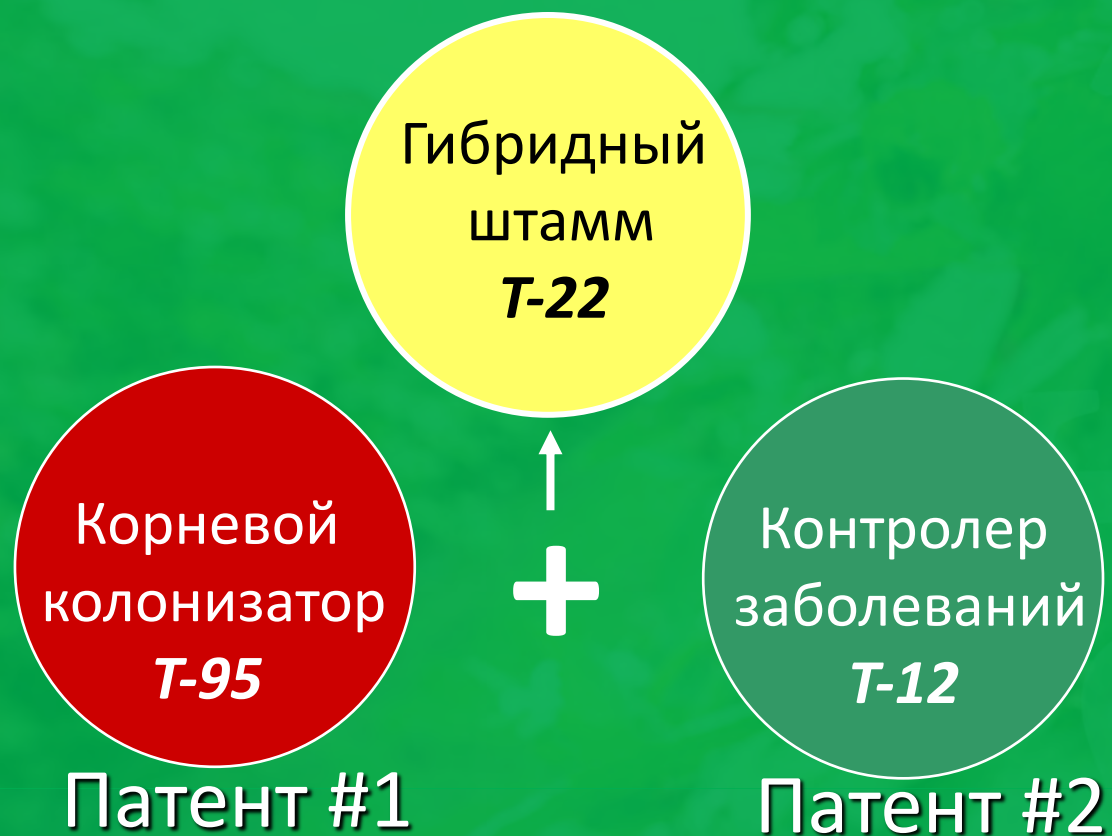 Гибридный
штамм
Т-22
Корневой
колонизатор
Т-95
+
Контролер
заболеваний
Т-12
Патент #1
Патент #2